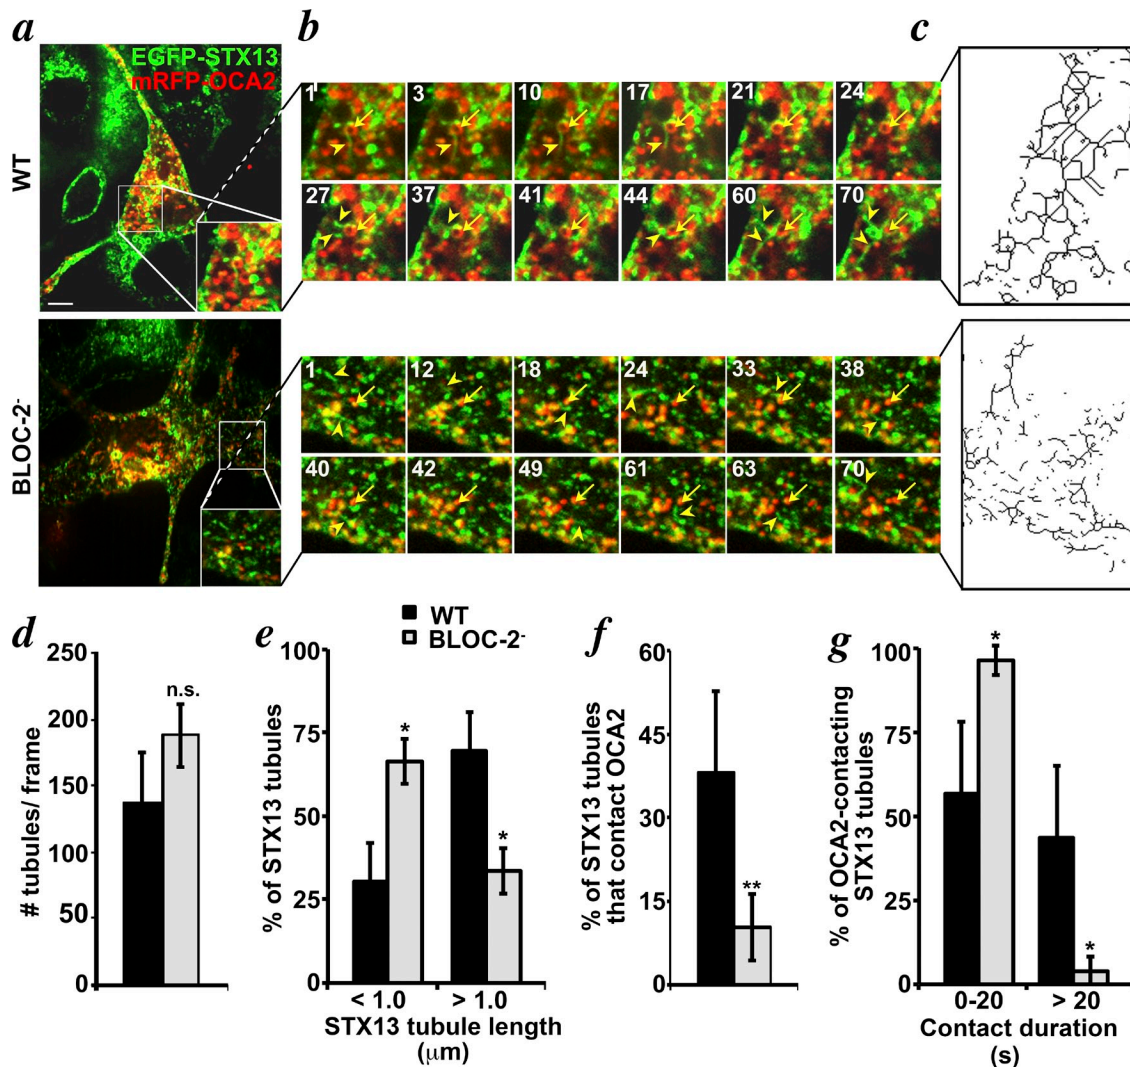 a
b
c
EGFP-STX13
mRFP-OCA2
WT
1 3 10 17 21 24
27 37 41 44 60 70
BLOC-2-
1 12 18 24 33 38
40 42 49 61 63 70
d
e
f
g
WT
BLOC-2-
# tubules/ frame
250
200
150
100
50
0
n.s.
% of STX13 tubules
100
75
50
25
0
*
*
< 1.0 > 1.0
STX13 tubule length
(µm)
% of STX13 tubules
that contact OCA2
60
45
30
15
0
**
% of OCA2-contacting
STX13 tubules
100
75
50
25
0
*
*
0-20 > 20
Contact duration
(s)